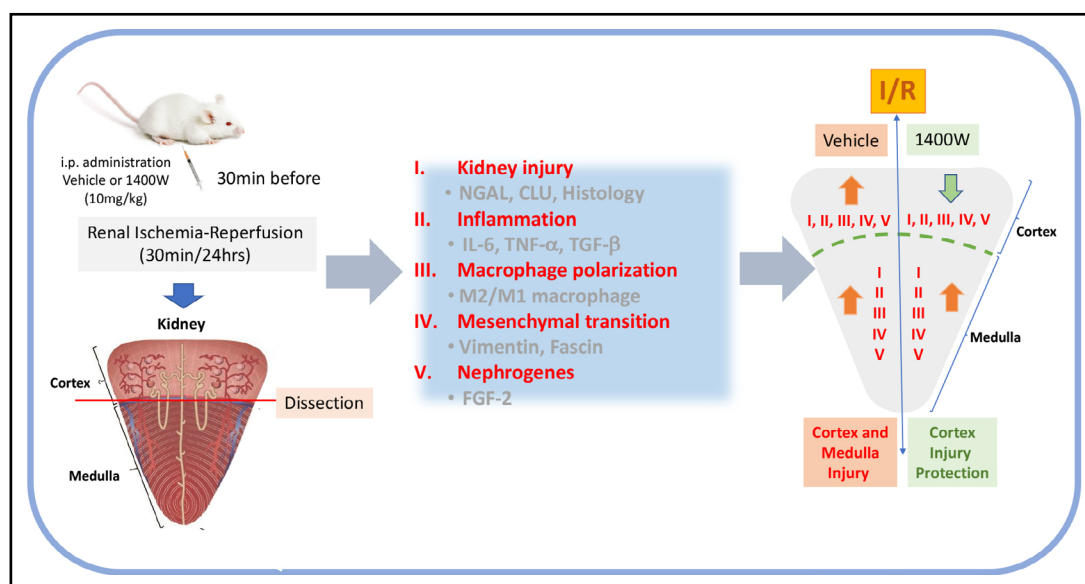 i.p. administration
Vehicle or 1400W
(10mg/kg)
30min before
Renal Ischemia-Reperfusion
(30min/24hrs)
Kidney
Cortex
Dissection
Medulla
I. Kidney injury
• NGAL, CLU, Histology
II. Inflammation
• IL-6, TNF-α, TGF-β
III. Macrophage polarization
• M2/M1 macrophage
IV. Mesenchymal transition
• Vimentin, Fascin
V. Nephrogenes
• FGF-2
I/R
Vehicle
1400W
I, II, III, IV, V
I, II, III, IV, V
Cortex
I
II
III
IV
V
I
II
III
IV
V
Medulla
Cortex and
Medulla
Injury
Cortex
Injury
Protection